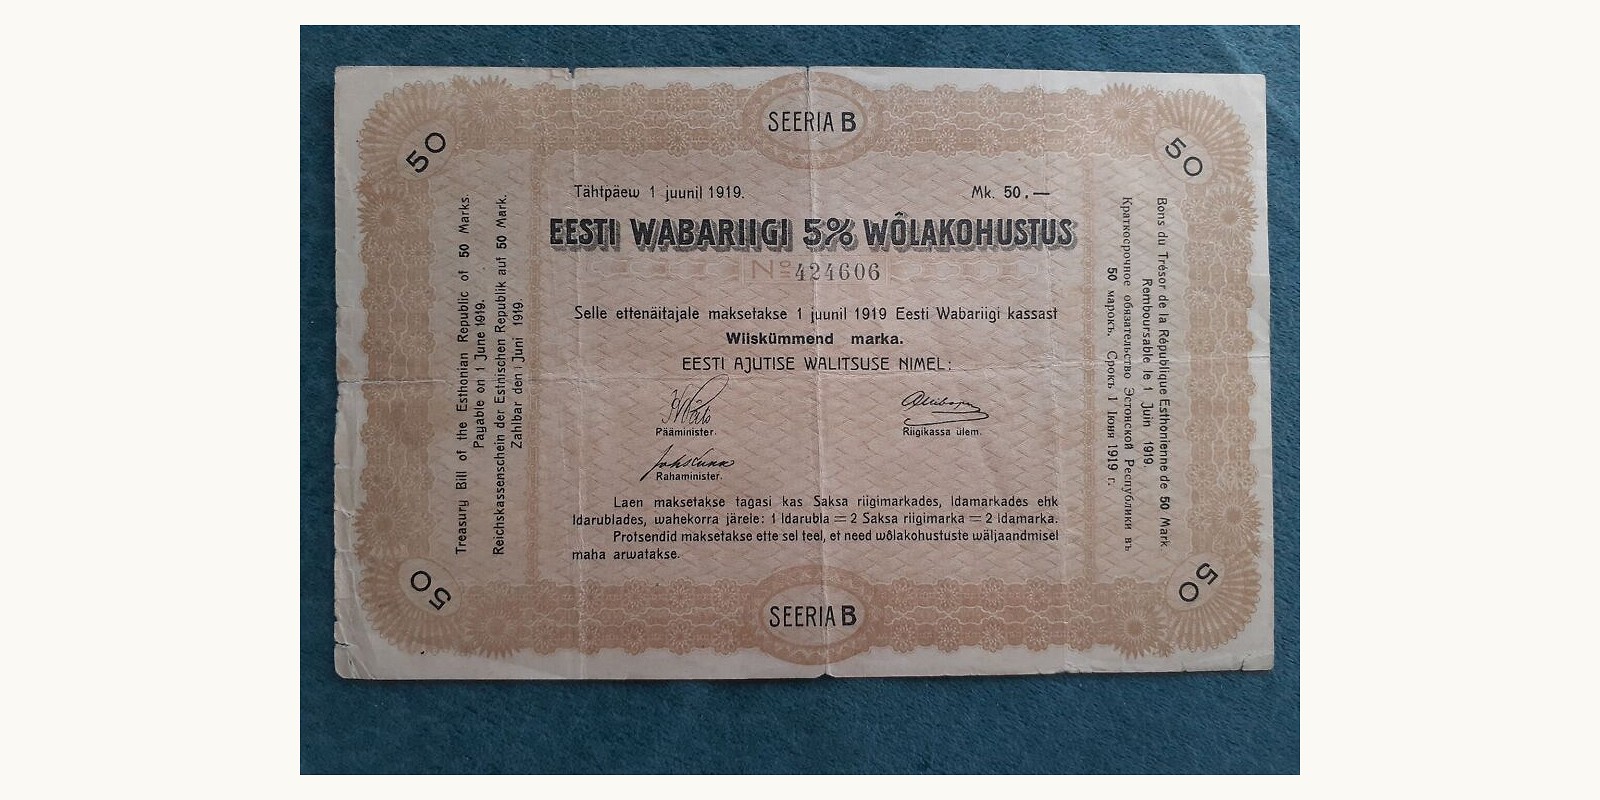 SEERIA B
50
50
Tähtpäew 1 juunil 1919.
Mk. 50.—
EESTI WABARIIGI 5% WÕLAKOHUSTUS
No 424606
Selle ettenäitajale maksetakse 1 juunil 1919 Eesti Wabariigi kassast
Wiiskümmend marka.
EESTI AJUTISE WALITSUSE NIMEL:
Pääminister.
Riigikassa ülem.
Rahaminister.
Laen maksetakse tagasi kas Saksa riigimarkades, Idamarkades ehk
Idarublades, wahekorra järele: 1 Idarubla = 2 Saksa riigimarka = 2 Idamarka.
Protsendid maksetakse ette sel teel, et need wõlakohustuste wäljaandmisel
maha arwatakse.
Treasury Bill of the Esthonian Republic of 50 Marks.
Payable on 1 June 1919.
Reichskassenschein der Estnischen Republik auf 50 Mark.
Zahlbar den 1 Juni 1919.
Bons du Trésor de la République Esthonienne de 50 Mark
Remboursable le 1 Juin 1919.
Краткосрочное обязательство Эстонской Республики въ
50 марокъ. Срокъ 1 Iюня 1919 г.
50
50
SEERIA B